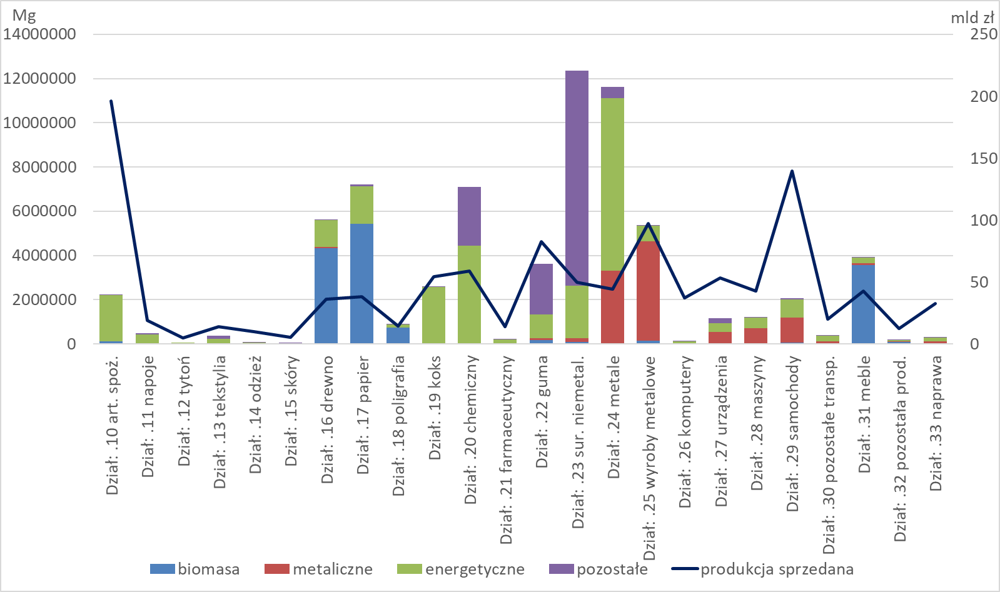 Mg
mld zł
14000000
12000000
10000000
8000000
6000000
4000000
2000000
0
250
200
150
100
50
0
Dział: .10 art. spoż.
Dział: .11 napoje
Dział: .12 tytoń
Dział: .13 tekstylia
Dział: .14 odzież
Dział: .15 skóry
Dział: .16 drewno
Dział: .17 papier
Dział: .18 poligrafia
Dział: .19 koks
Dział: .20 chemiczny
Dział: .21 farmaceutyczny
Dział: .22 guma
Dział: .23 sur. niemetal.
Dział: .24 metale
Dział: .25 wyroby metalowe
Dział: .26 komputery
Dział: .27 urządzenia
Dział: .28 maszyny
Dział: .29 samochody
Dział: .30 pozostałe trnsp.
Dział: .31 meble
Dział: .32 pozostała prod.
Dział: .33 naprawa
biomasa
metaliczne
energetyczne
pozostałe
produkcja sprzedana